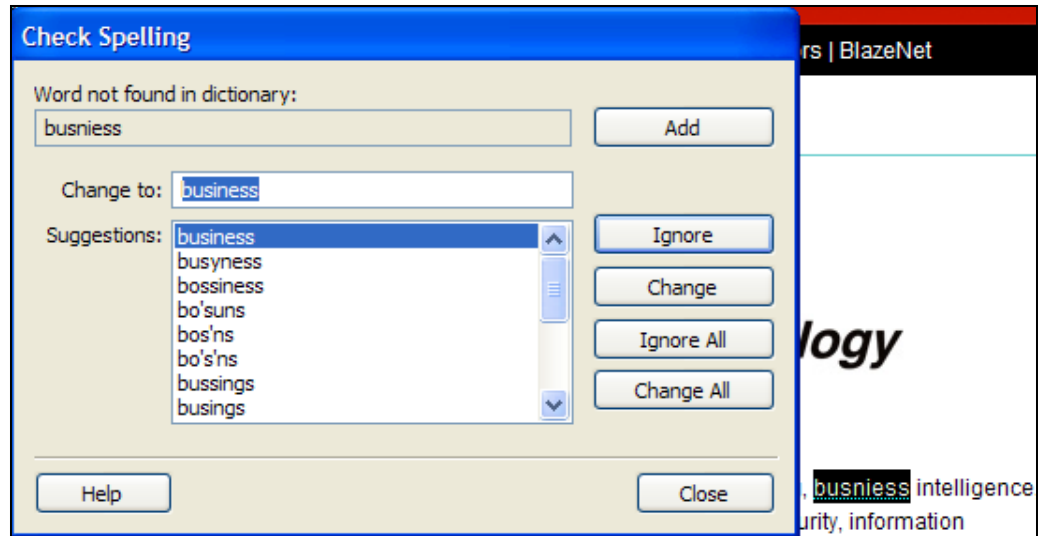 Check Spelling
rs | BlazeNet
Word not found in dictionary:
busniess
Add
Change to:
business
Suggestions:
business
busyness
bossiness
bo'suns
bos'ns
bo's'ns
bussings
busings
Ignore
Change
Ignore All
Change All
logy
Help
Close
, busniess intelligence
urity, information